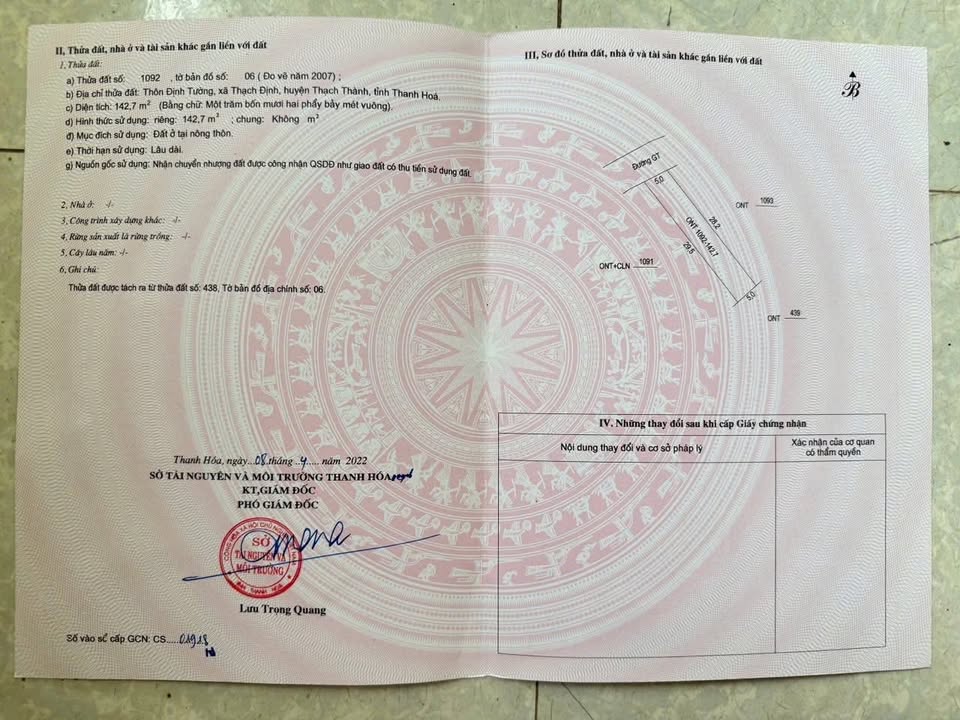 II, Thửa đất, nhà ở và tài sản khác gắn liền với đất
1, Thửa đất:
a) Thửa đất số: 1092 , tờ bản đồ số: 06 ( Đo vẽ năm 2007) ;
b) Địa chỉ thửa đất: Thôn Định Tường, xã Thạch Định, huyện Thạch Thành, tỉnh Thanh Hoá.
c) Diện tích: 142,7 m² (Bằng chữ: Một trăm bốn mươi hai phẩy bảy mét vuông).
d) Hình thức sử dụng: riêng: 142,7 m² ; chung: Không m²
đ) Mục đích sử dụng: Đất ở tại nông thôn.
e) Thời hạn sử dụng: Lâu dài.
g) Nguồn gốc sử dụng: Nhận chuyển nhượng đất được công nhận QSDĐ như giao đất có thu tiền sử dụng đất.
2, Nhà ở: -/-
3, Công trình xây dựng khác: -/-
4, Rừng sản xuất là rừng trồng: -/-
5, Cây lâu năm: -/-
6, Ghi chú:
Thửa đất được tách ra từ thửa đất số: 438, Tờ bản đồ địa chính số: 06.
Thanh Hóa, ngày..08.tháng..4..... năm 2022
SỞ TÀI NGUYÊN VÀ MÔI TRƯỜNG THANH HÓA
KT,GIÁM ĐỐC
PHÓ GIÁM ĐỐC
SỞ
TÀI NGUYÊN VÀ
MÔI TRƯỜNG
Lưu Trọng Quang
Số vào sổ cấp GCN: CS.....01918
III, Sơ đồ thửa đất, nhà ở và tài sản khác gắn liền với đất
B
Đường GT
5,0
ONT 1093
28,2
ONT 1092-142,7
29,5
ONT+CLN 1091
5,0
ONT 439
IV. Những thay đổi sau khi cấp Giấy chứng nhận
Nội dung thay đổi và cơ sở pháp lý
Xác nhận của cơ quan
có thẩm quyền